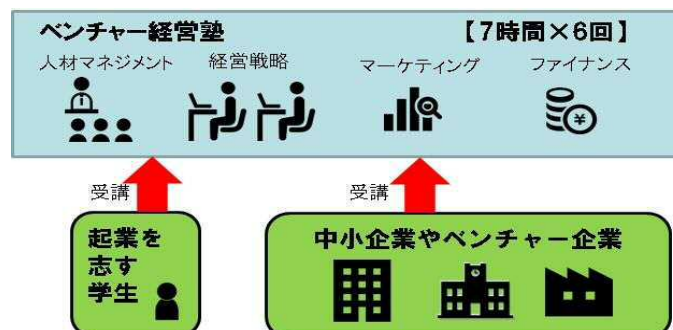 ベンチャー経営塾 【7時間×6回】
人材マネジメント 経営戦略 マーケティング ファイナンス
¥
受講 受講
起業を
志す
学生
中小企業やベンチャー企業